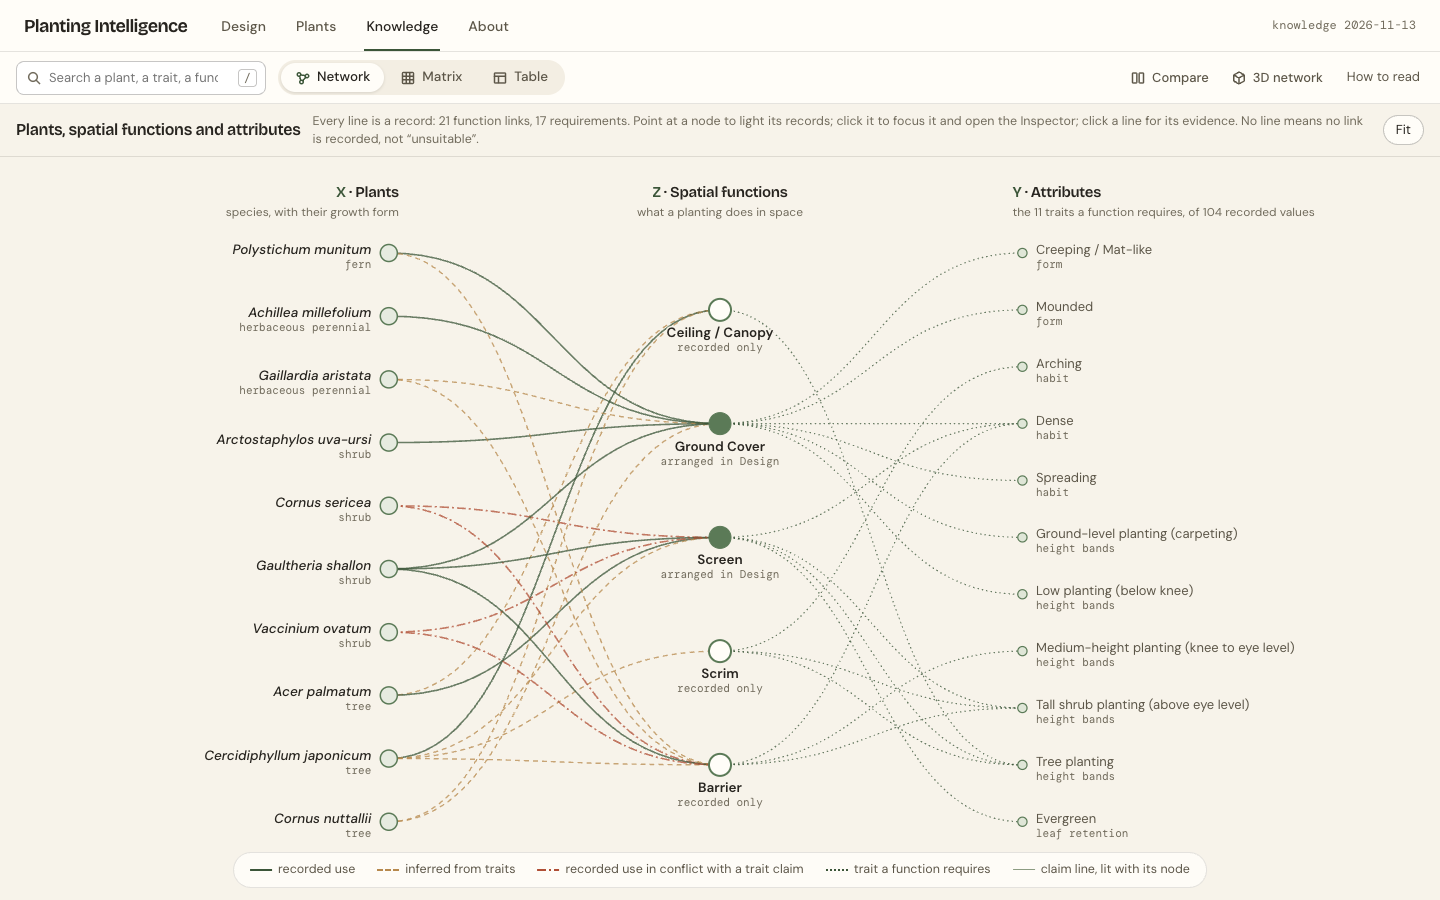 Planting Intelligence
Design
Plants
Knowledge
About
knowledge 2026-11-13
Search a plant, a trait, a func
/
Network
Matrix
Table
Compare
3D network
How to read
Plants, spatial functions and attributes
Every line is a record: 21 function links, 17 requirements. Point at a node to light its records; click it to focus it and open the Inspector; click a line for its evidence. No line means no link
is recorded, not “unsuitable”.
Fit
X · Plants
species, with their growth form
Z · Spatial functions
what a planting does in space
Y · Attributes
the 11 traits a function requires, of 104 recorded values
Polystichum munitum
fern
Achillea millefolium
herbaceous perennial
Gaillardia aristata
herbaceous perennial
Arctostaphylos uva-ursi
shrub
Cornus sericea
shrub
Gaultheria shallon
shrub
Vaccinium ovatum
shrub
Acer palmatum
tree
Cercidiphyllum japonicum
tree
Cornus nuttallii
tree
Ceiling / Canopy
recorded only
Ground Cover
arranged in Design
Screen
arranged in Design
Scrim
recorded only
Barrier
recorded only
Creeping / Mat-like
form
Mounded
form
Arching
habit
Dense
habit
Spreading
habit
Ground-level planting (carpeting)
height bands
Low planting (below knee)
height bands
Medium-height planting (knee to eye level)
height bands
Tall shrub planting (above eye level)
height bands
Tree planting
height bands
Evergreen
leaf retention
recorded use
inferred from traits
recorded use in conflict with a trait claim
trait a function requires
claim line, lit with its node